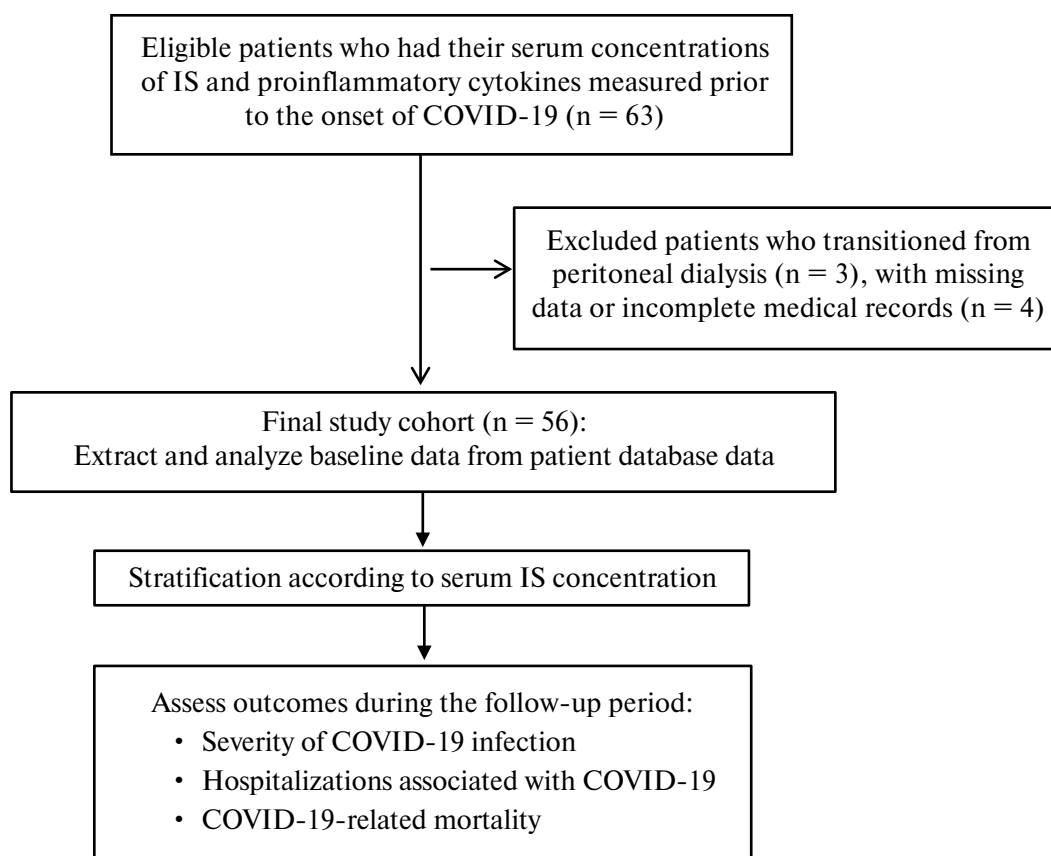 Eligible patients who had their serum concentrations
of IS and proinflammatory cytokines measured prior
to the onset of COVID-19 (n = 63)
Excluded patients who transitioned from
peritoneal dialysis (n = 3), with missing
data or incomplete medical records (n = 4)
Final study cohort (n = 56):
Extract and analyze baseline data from patient database data
Stratification according to serum IS concentration
Assess outcomes during the follow-up period:
• Severity of COVID-19 infection
• Hospitalizations associated with COVID-19
• COVID-19-related mortality